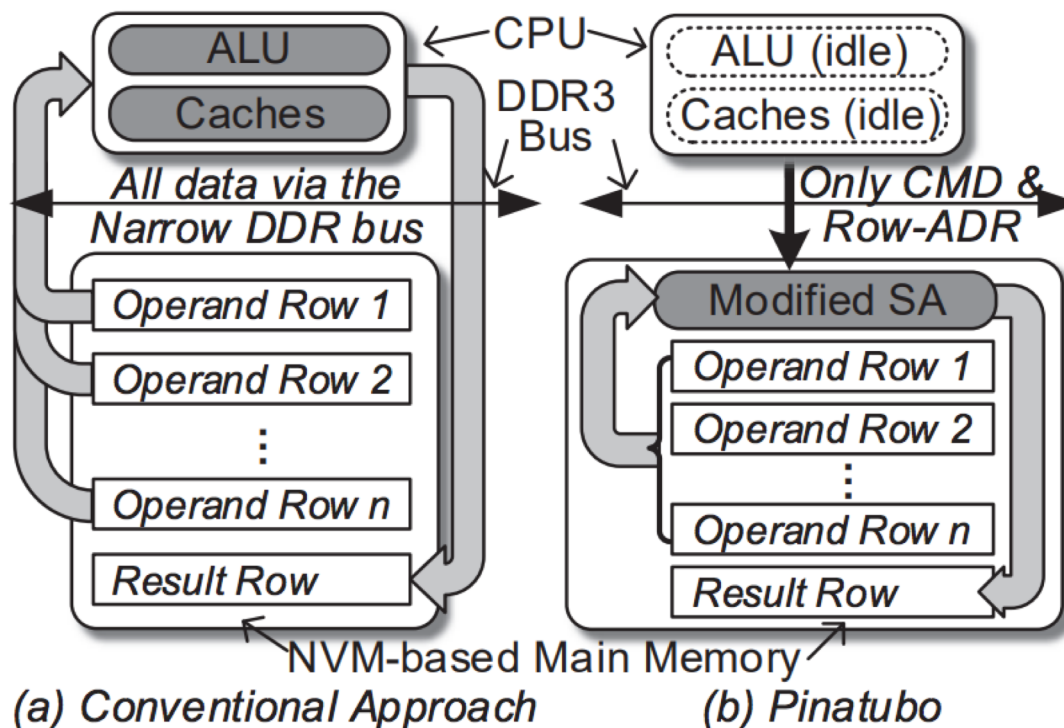 ALU
Caches
CPU
DDR3
Bus
ALU (idle)
Caches (idle)
All data via the
Narrow DDR bus
Only CMD &
Row-ADR
Operand Row 1
Operand Row 2
⋮
Operand Row n
Result Row
Modified SA
Operand Row 1
Operand Row 2
⋮
Operand Row n
Result Row
NVM-based Main Memory
(a) Conventional Approach
(b) Pinatubo